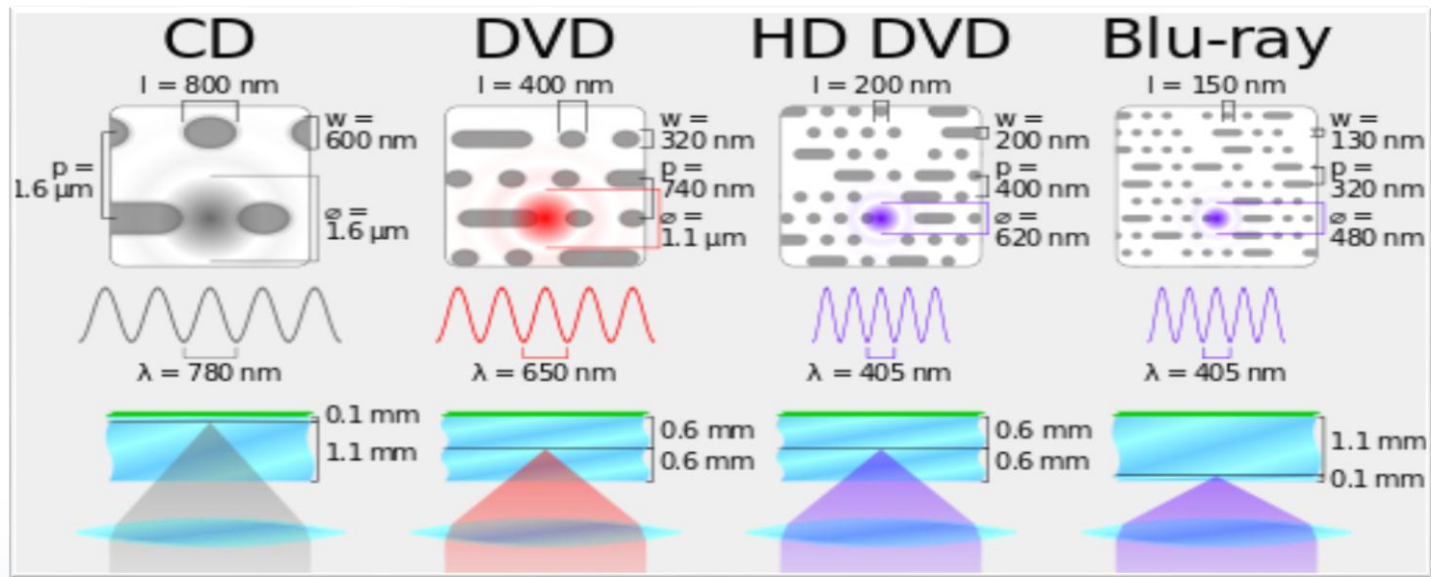 CD
l = 800 nm
w =
600 nm
p =
1.6 µm
⌀ =
1.6 µm
λ = 780 nm
0.1 mm
1.1 mm
DVD
l = 400 nm
w =
320 nm
p =
740 nm
⌀ =
1.1 µm
λ = 650 nm
0.6 mm
0.6 mm
HD DVD
l = 200 nm
w =
200 nm
p =
400 nm
⌀ =
620 nm
λ = 405 nm
0.6 mm
0.6 mm
Blu-ray
l = 150 nm
w =
130 nm
p =
320 nm
⌀ =
480 nm
λ = 405 nm
1.1 mm
0.1 mm